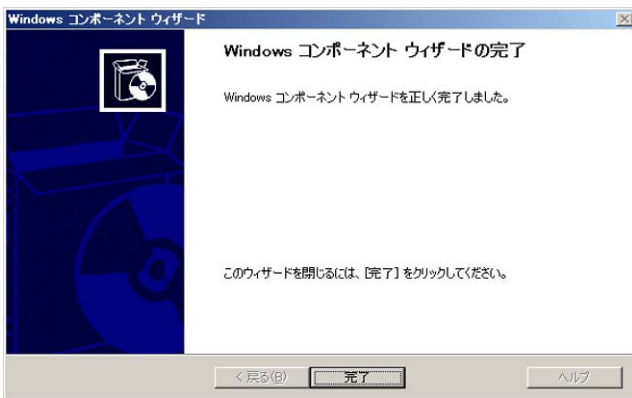 Windows コンポーネント ウィザード
Windows コンポーネント ウィザードの完了
Windows コンポーネント ウィザードを正しく完了しました。
このウィザードを閉じるには、[完了] をクリックしてください。
< 戻る(B) 完了 ヘルプ